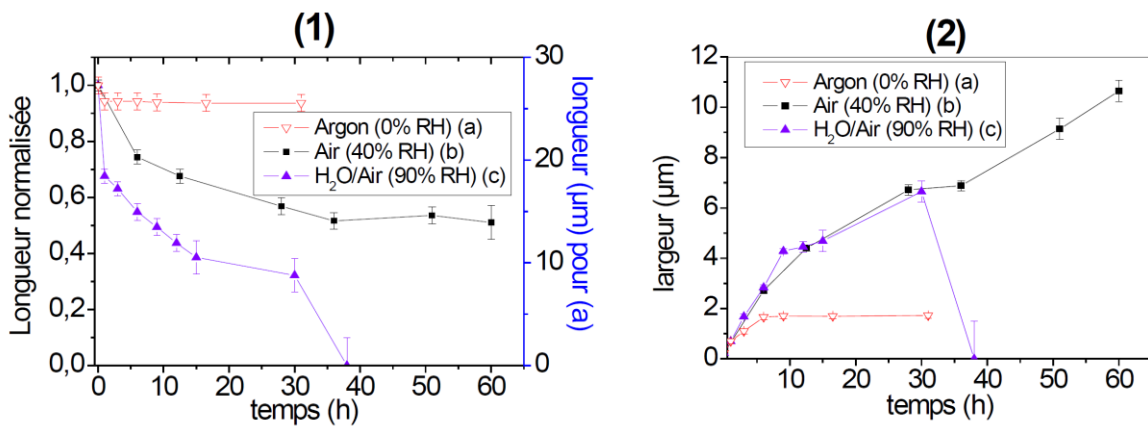 (1)
Longueur normalisée
1,0
0,8
0,6
0,4
0,2
0,0
Argon (0% RH) (a)
Air (40% RH) (b)
H2O/Air (90% RH) (c)
0 10 20 30 40 50 60
temps (h)
30
20
10
0
longueur (µm) pour (a)
(2)
largeur (µm)
12
10
8
6
4
2
0
Argon (0% RH) (a)
Air (40% RH) (b)
H2O/Air (90% RH) (c)
10 20 30 40 50 60
temps (h)